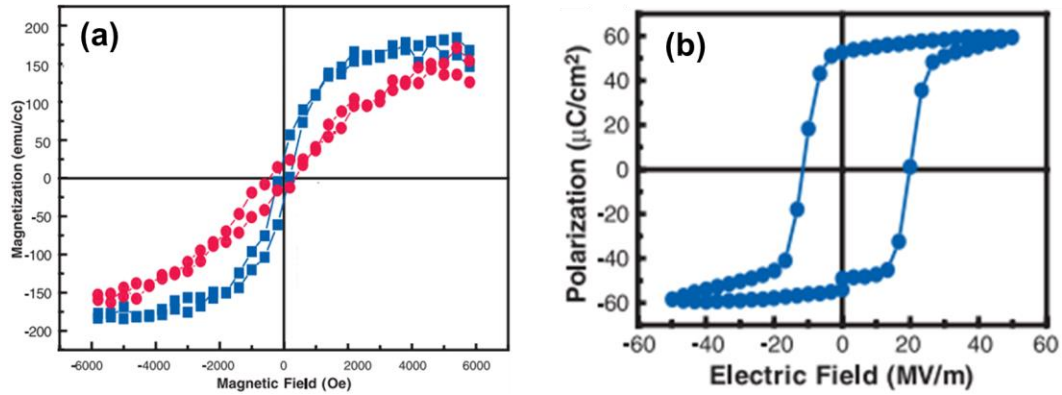 (a)
Magnetization (emu/cc)
200
150
100
50
0
-50
-100
-150
-200
-6000 -4000 -2000 0 2000 4000 6000
Magnetic Field (Oe)
(b)
Polarization (μC/cm²)
60
40
20
0
-20
-40
-60
-60 -40 -20 0 20 40 60
Electric Field (MV/m)